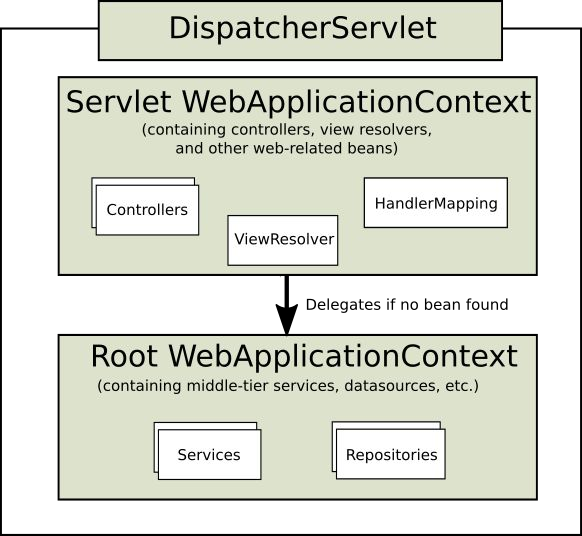 DispatcherServlet
Servlet WebApplicationContext
(containing controllers, view resolvers,
and other web-related beans)
Controllers
HandlerMapping
ViewResolver
Delegates if no bean found
Root WebApplicationContext
(containing middle-tier services, datasources, etc.)
Services
Repositories